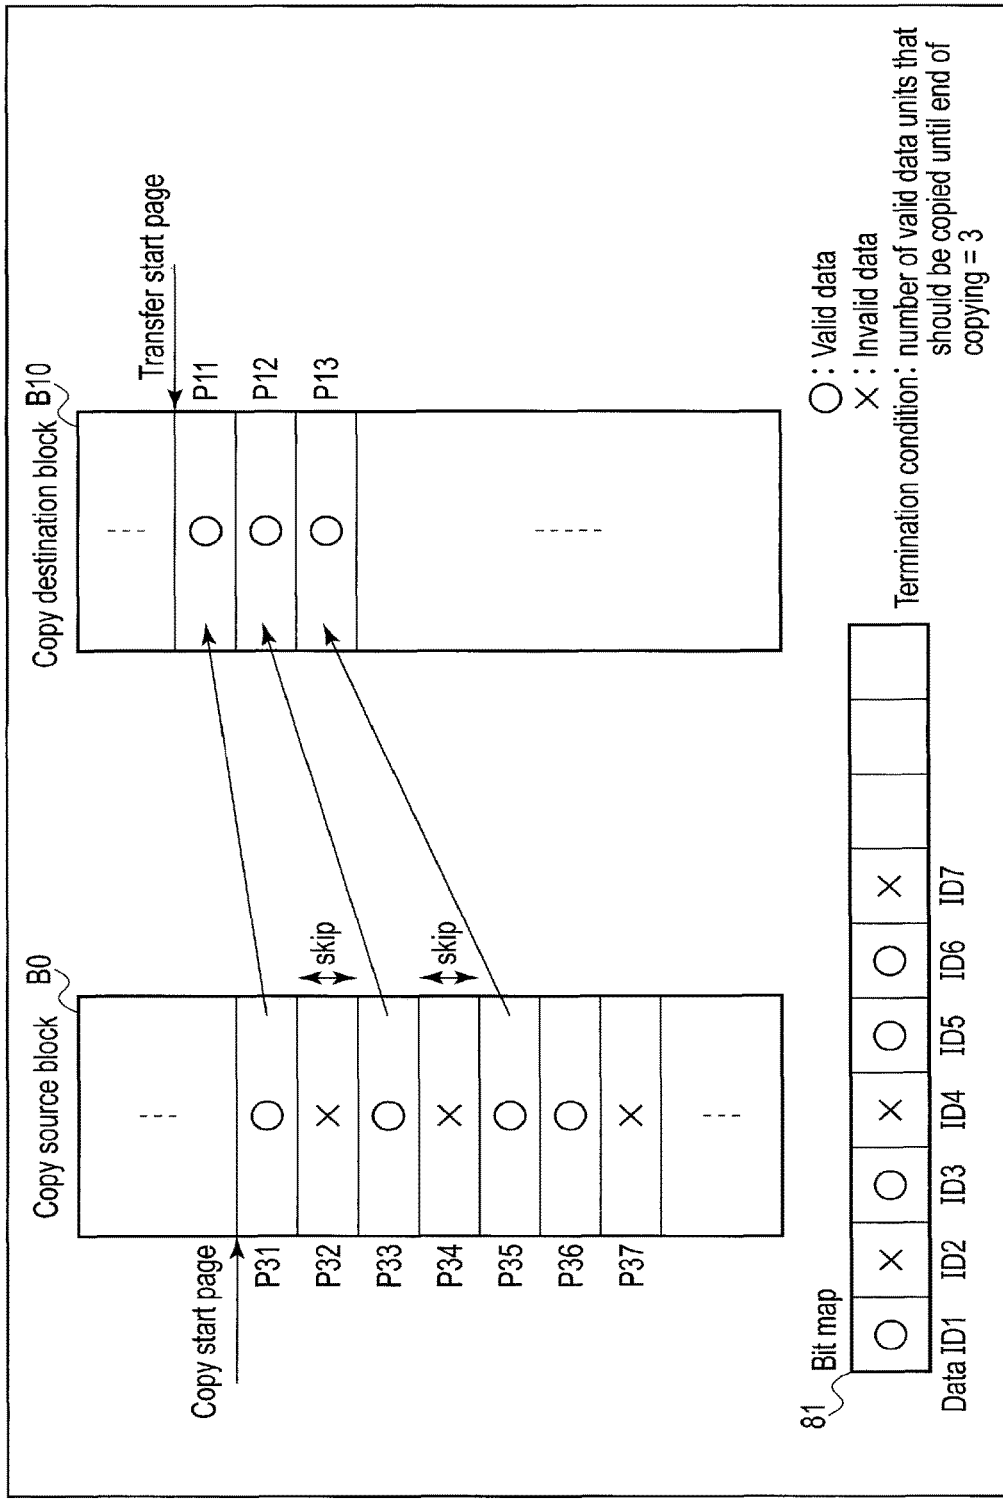 Copy source block
B0
Copy destination block
B10
Copy start page
Transfer start page
P31
P32
P33
P34
P35
P36
P37
skip
skip
P11
P12
P13
81
Bit map
Data ID1
ID2
ID3
ID4
ID5
ID6
ID7
: Valid data
: Invalid data
Termination condition: number of valid data units that
should be copied until end of
copying = 3